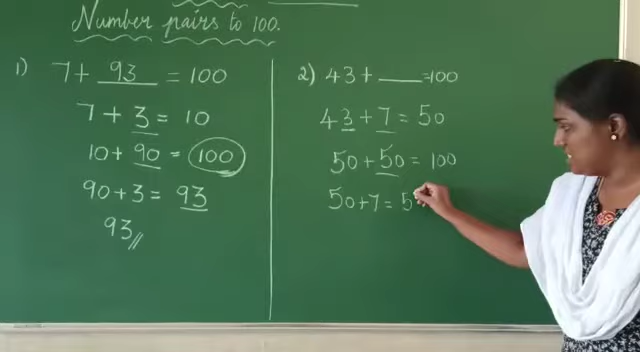 Number pairs to 100.
1) 7 + 93 = 100
7 + 3 = 10
10 + 90 = 100
90 + 3 = 93
93//
2) 43 + ____ = 100
43 + 7 = 50
50 + 50 = 100
50 + 7 = 5